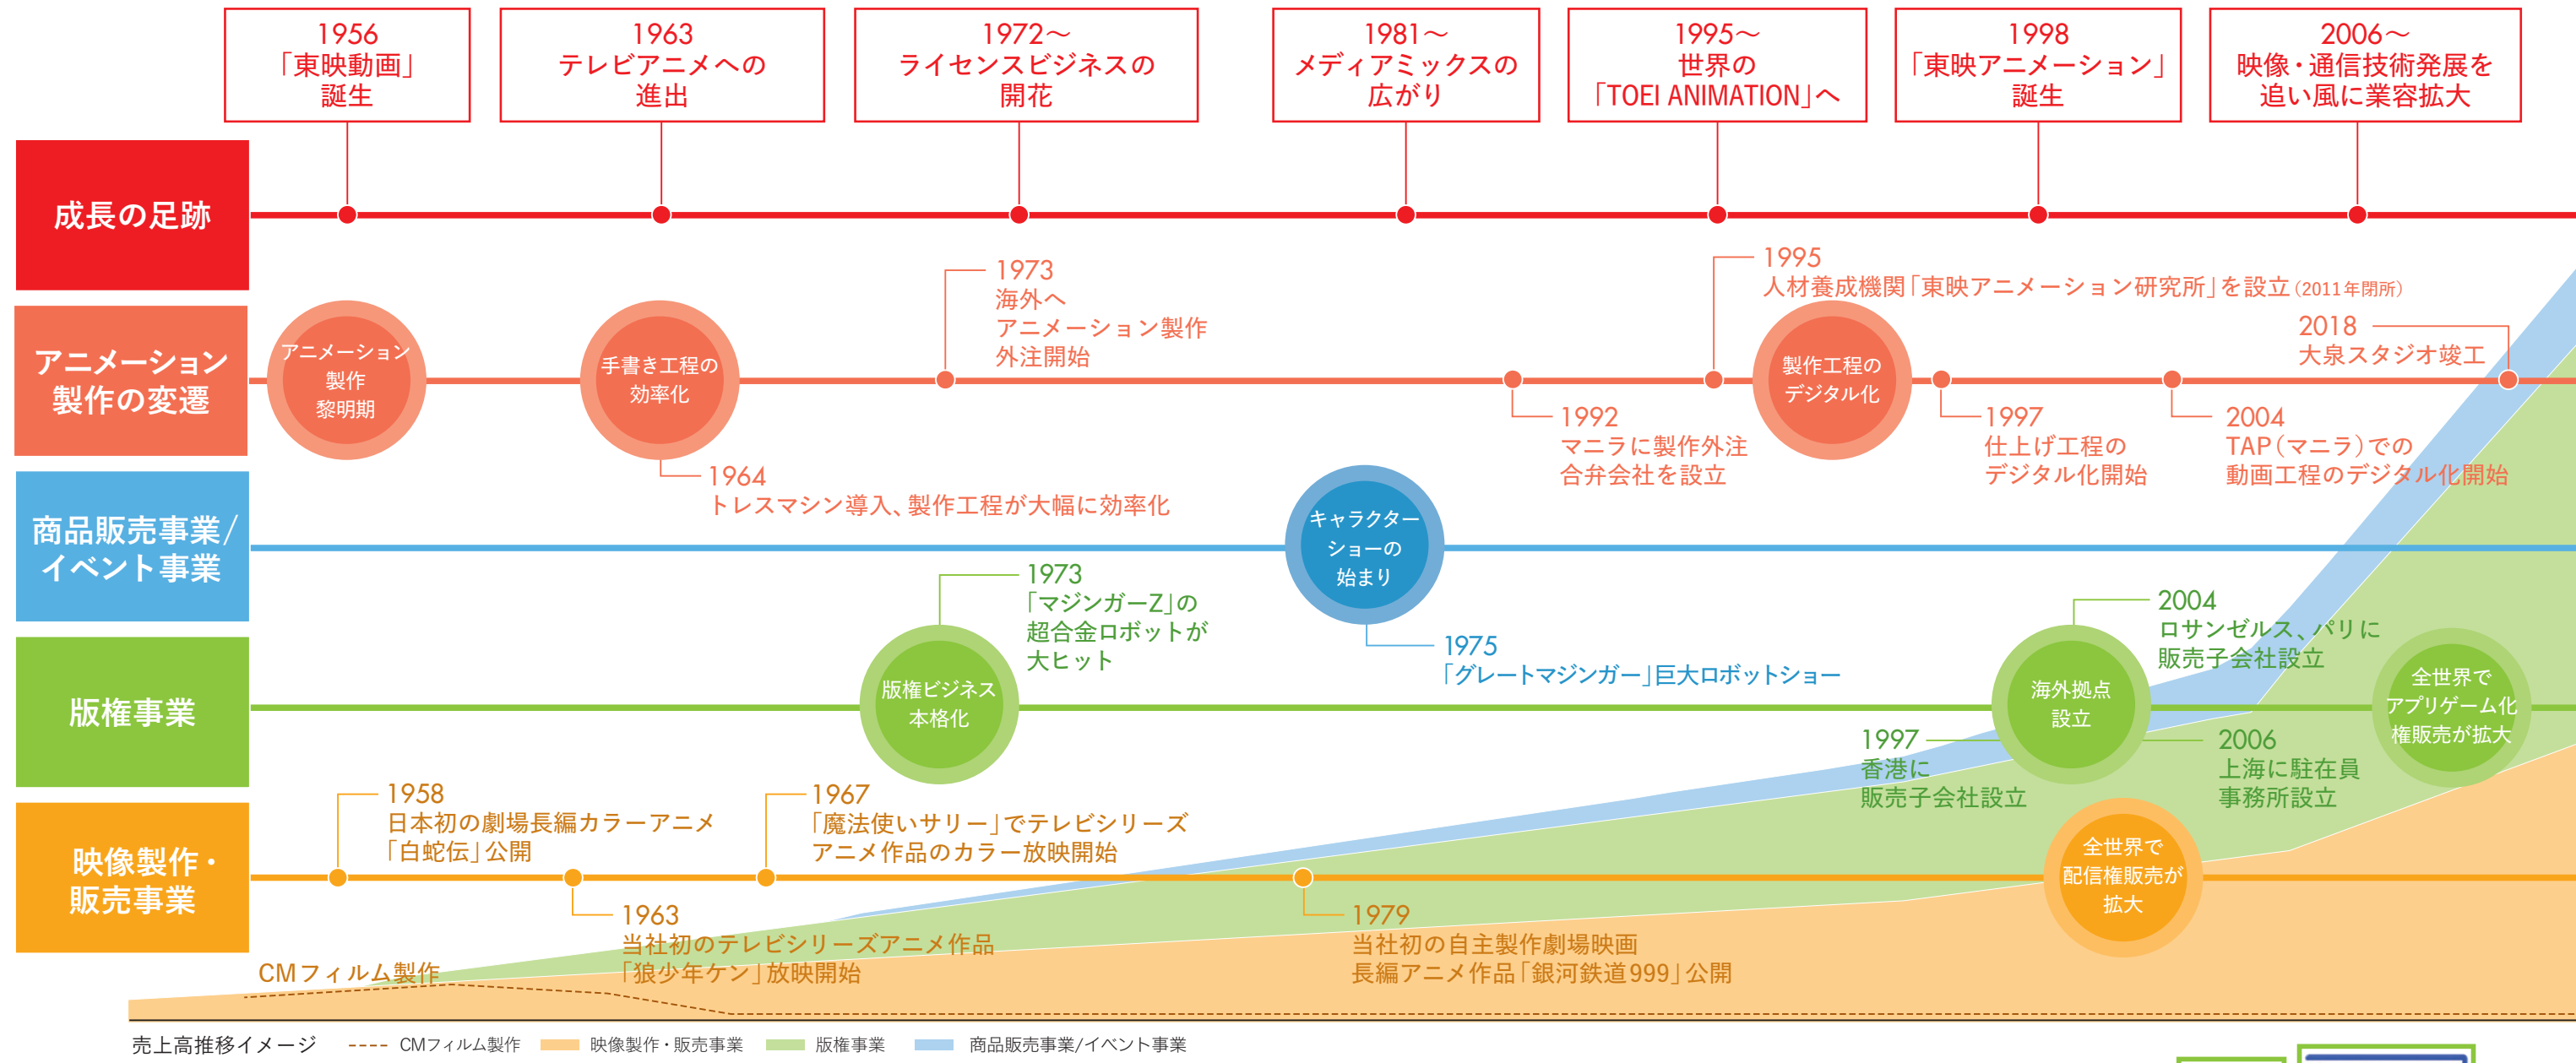 1956
「東映動画」
誕生
1963
テレビアニメへの
進出
1972〜
ライセンスビジネスの
開花
1981〜
メディアミックスの
広がり
1995〜
世界の
「TOEI ANIMATION」へ
1998
「東映アニメーション」
誕生
2006〜
映像・通信技術発展を
追い風に業容拡大
成長の足跡
アニメーション
製作の変遷
アニメーション
製作
黎明期
手書き工程の
効率化
1964
トレスマシン導入、製作工程が大幅に効率化
1973
海外へ
アニメーション製作
外注開始
1992
マニラに製作外注
合弁会社を設立
1995
人材養成機関「東映アニメーション研究所」を設立(2011年閉所)
製作工程の
デジタル化
1997
仕上げ工程の
デジタル化開始
2004
TAP(マニラ)での
動画工程のデジタル化開始
2018
大泉スタジオ竣工
商品販売事業/
イベント事業
キャラクター
ショーの
始まり
1975
「グレートマジンガー」巨大ロボットショー
版権事業
版権ビジネス
本格化
1973
「マジンガーZ」の
超合金ロボットが
大ヒット
1997
香港に
販売子会社設立
海外拠点
設立
2004
ロサンゼルス、パリに
販売子会社設立
2006
上海に駐在員
事務所設立
全世界で
アプリゲーム化
権販売が拡大
映像製作・
販売事業
1958
日本初の劇場長編カラーアニメ
「白蛇伝」公開
1963
当社初のテレビシリーズアニメ作品
「狼少年ケン」放映開始
1967
「魔法使いサリー」でテレビシリーズ
アニメ作品のカラー放映開始
1979
当社初の自主製作劇場映画
長編アニメ作品「銀河鉄道999」公開
全世界で
配信権販売が
拡大
CMフィルム製作
売上高推移イメージ
CMフィルム製作
映像製作・販売事業
版権事業
商品販売事業/イベント事業